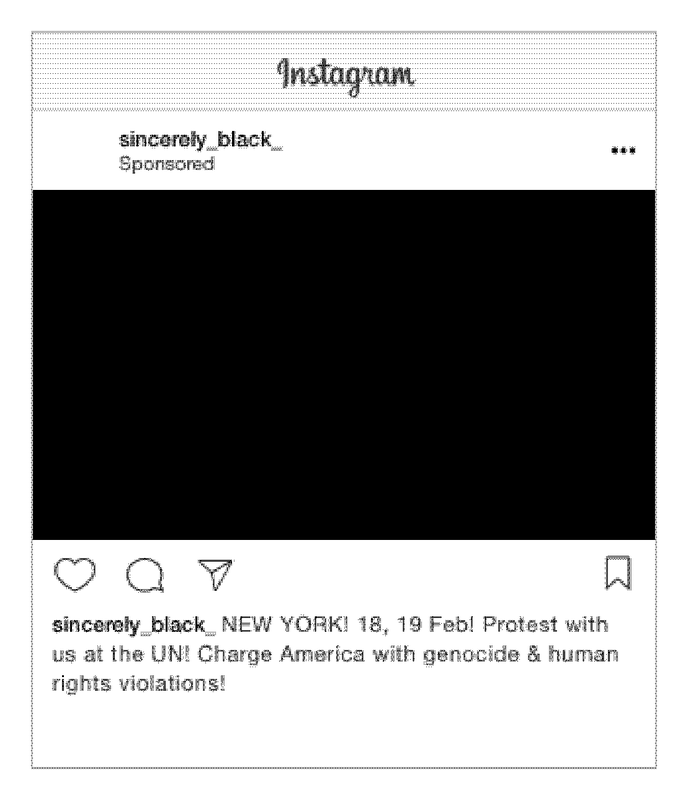 Instagram
sincerely_black_
Sponsored
sincerely_black_ NEW YORK! 18, 19 Feb! Protest with
us at the UN! Charge America with genocide & human
rights violations!